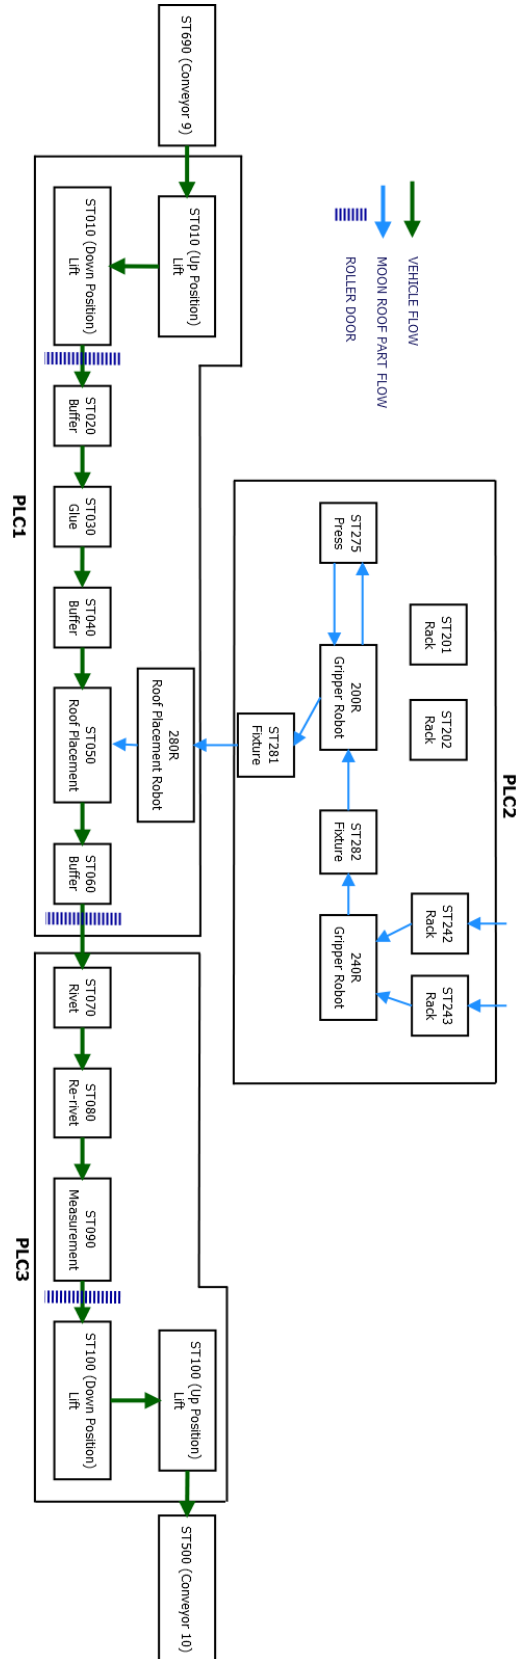 VEHICLE FLOW
MOON ROOF PART FLOW
ROLLER DOOR
PLC2
ST201
Rack
ST202
Rack
ST242
Rack
ST243
Rack
ST275
Press
200R
Gripper Robot
ST282
Fixture
240R
Gripper Robot
ST281
Fixture
ST690 (Conveyor 9)
ST010 (Up Position)
Lift
280R
Roof Placement Robot
ST100 (Up Position)
Lift
ST500 (Conveyor 10)
ST010 (Down Position)
Lift
ST020
Buffer
ST030
Glue
ST040
Buffer
ST050
Roof Placement
ST060
Buffer
ST070
Rivet
ST080
Re-rivet
ST090
Measurement
ST100 (Down Position)
Lift
PLC1
PLC3